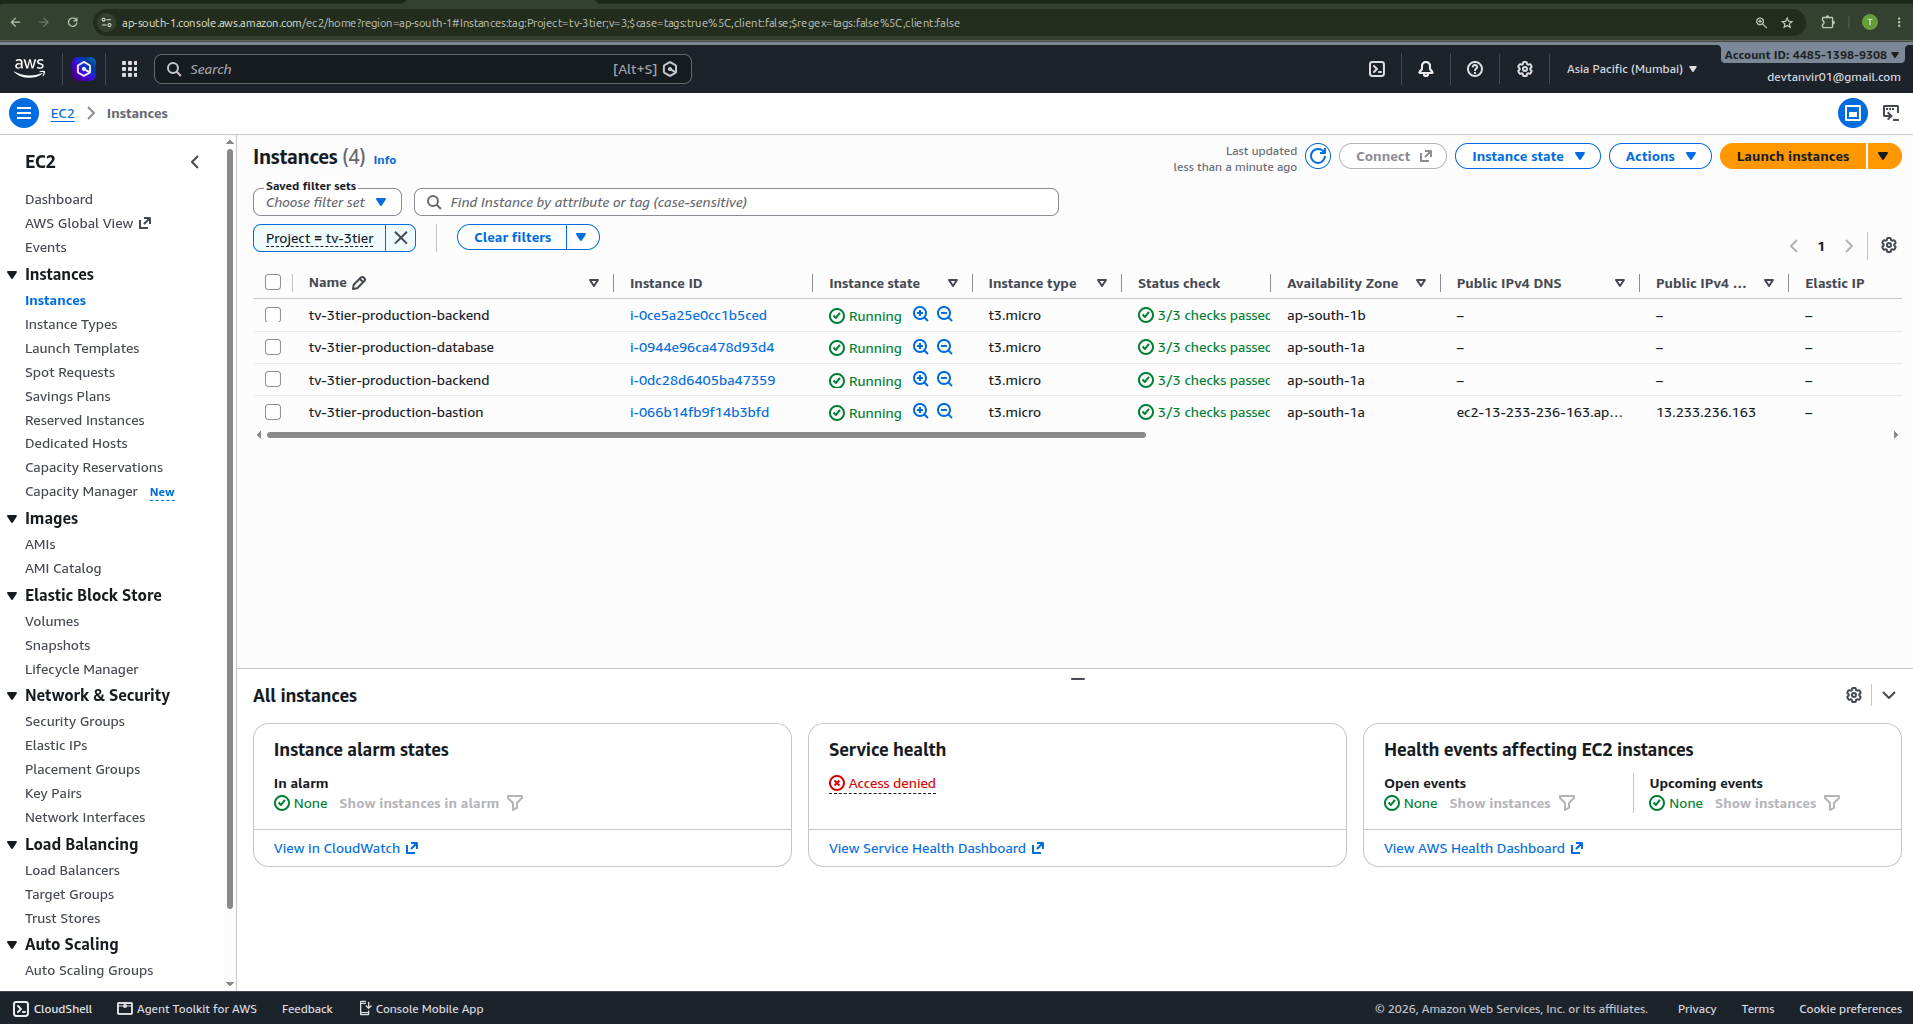 ap-south-1.console.aws.amazon.com/ec2/home?region=ap-south-1#Instances:tag:Project=tv-3tier;v=3;$case=tags:true%5C,client:false;$regex=tags:false%5C,client:false
T
aws
Search [Alt+S]
Asia Pacific (Mumbai)
Account ID: 4485-1398-9308
devtanvir01@gmail.com
EC2 Instances
EC2
Dashboard
AWS Global View
Events
Instances
Instances
Instance Types
Launch Templates
Spot Requests
Savings Plans
Reserved Instances
Dedicated Hosts
Capacity Reservations
Capacity Manager New
Images
AMIs
AMI Catalog
Elastic Block Store
Volumes
Snapshots
Lifecycle Manager
Network & Security
Security Groups
Elastic IPs
Placement Groups
Key Pairs
Network Interfaces
Load Balancing
Load Balancers
Target Groups
Trust Stores
Auto Scaling
Auto Scaling Groups
Instances (4) Info
Last updated
less than a minute ago
Connect
Instance state
Actions
Launch instances
Saved filter sets
Choose filter set
Find Instance by attribute or tag (case-sensitive)
Project = tv-3tier
Clear filters
1
Name Instance ID Instance state Instance type Status check Availability Zone Public IPv4 DNS Public IPv4 ... Elastic IP
tv-3tier-production-backend i-0ce5a25e0cc1b5ced Running t3.micro 3/3 checks passec ap-south-1b – – –
tv-3tier-production-database i-0944e96ca478d93d4 Running t3.micro 3/3 checks passec ap-south-1a – – –
tv-3tier-production-backend i-0dc28d6405ba47359 Running t3.micro 3/3 checks passec ap-south-1a – – –
tv-3tier-production-bastion i-066b14fb9f14b3bfd Running t3.micro 3/3 checks passec ap-south-1a ec2-13-233-236-163.ap... 13.233.236.163 –
All instances
Instance alarm states
In alarm
None Show instances in alarm
View in CloudWatch
Service health
Access denied
View Service Health Dashboard
Health events affecting EC2 instances
Open events Upcoming events
None Show instances None Show instances
View AWS Health Dashboard
CloudShell Agent Toolkit for AWS Feedback Console Mobile App
© 2026, Amazon Web Services, Inc. or its affiliates. Privacy Terms Cookie preferences